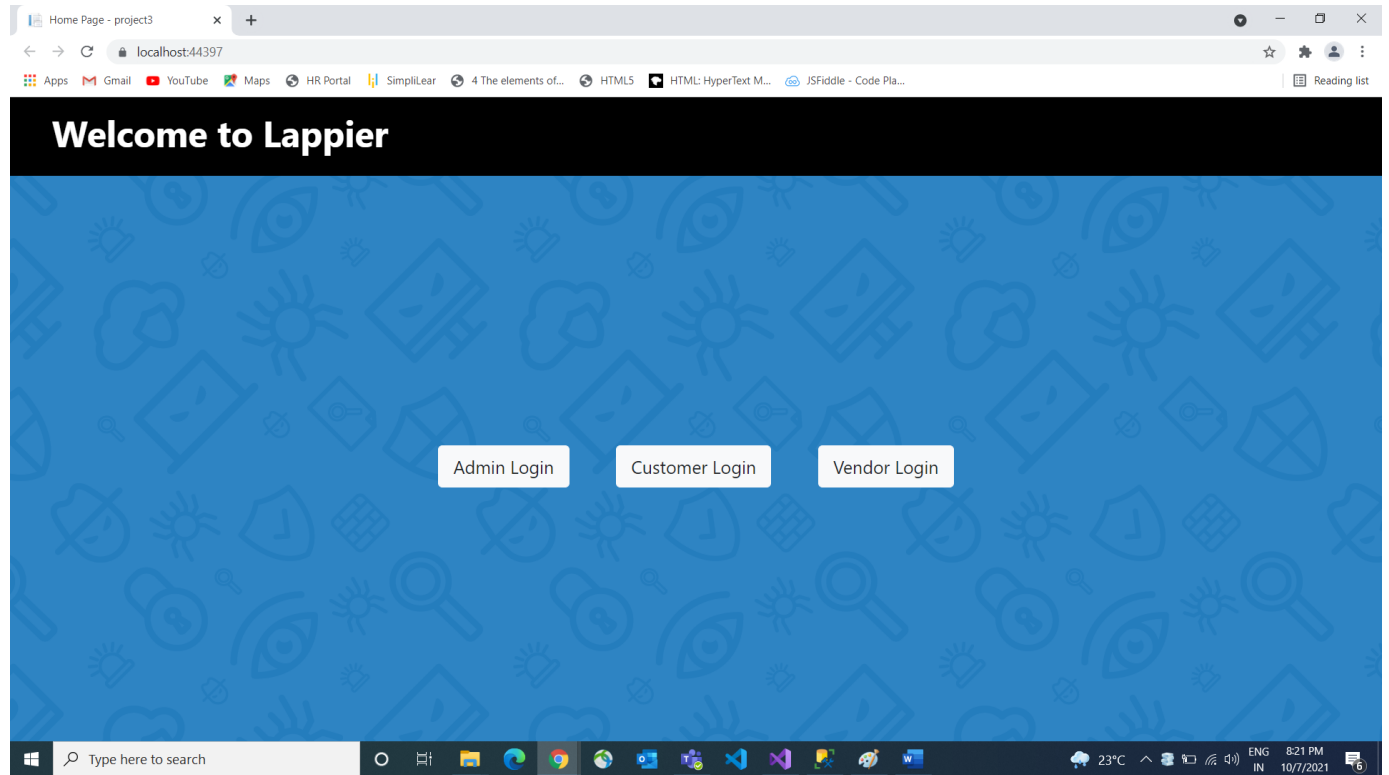 Home Page - project3
localhost:44397
Apps Gmail YouTube Maps HR Portal SimpliLear 4 The elements of... HTML5 HTML: HyperText M... JSFiddle - Code Pla... Reading list
Welcome to Lappier
Admin Login Customer Login Vendor Login
Type here to search 23°C ENG 8:21 PM
IN 10/7/2021 6